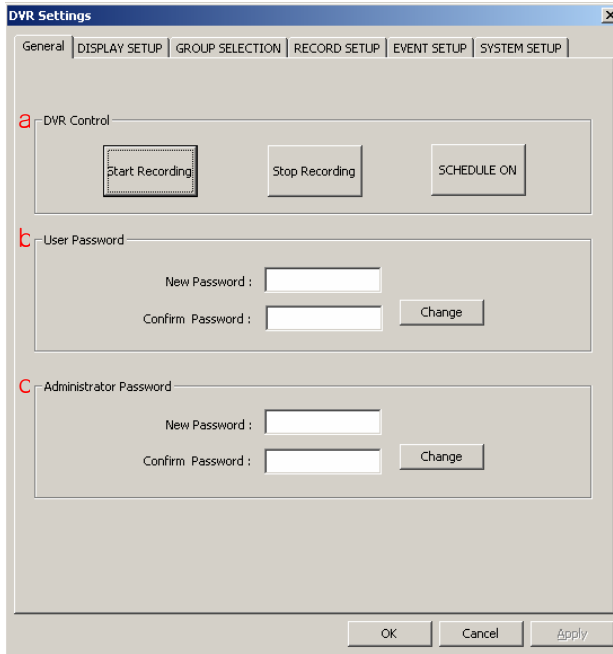 DVR Settings
General DISPLAY SETUP GROUP SELECTION RECORD SETUP EVENT SETUP SYSTEM SETUP
a DVR Control
Start Recording Stop Recording SCHEDULE ON
b User Password
New Password :
Confirm Password : Change
c Administrator Password
New Password :
Confirm Password : Change
OK Cancel Apply